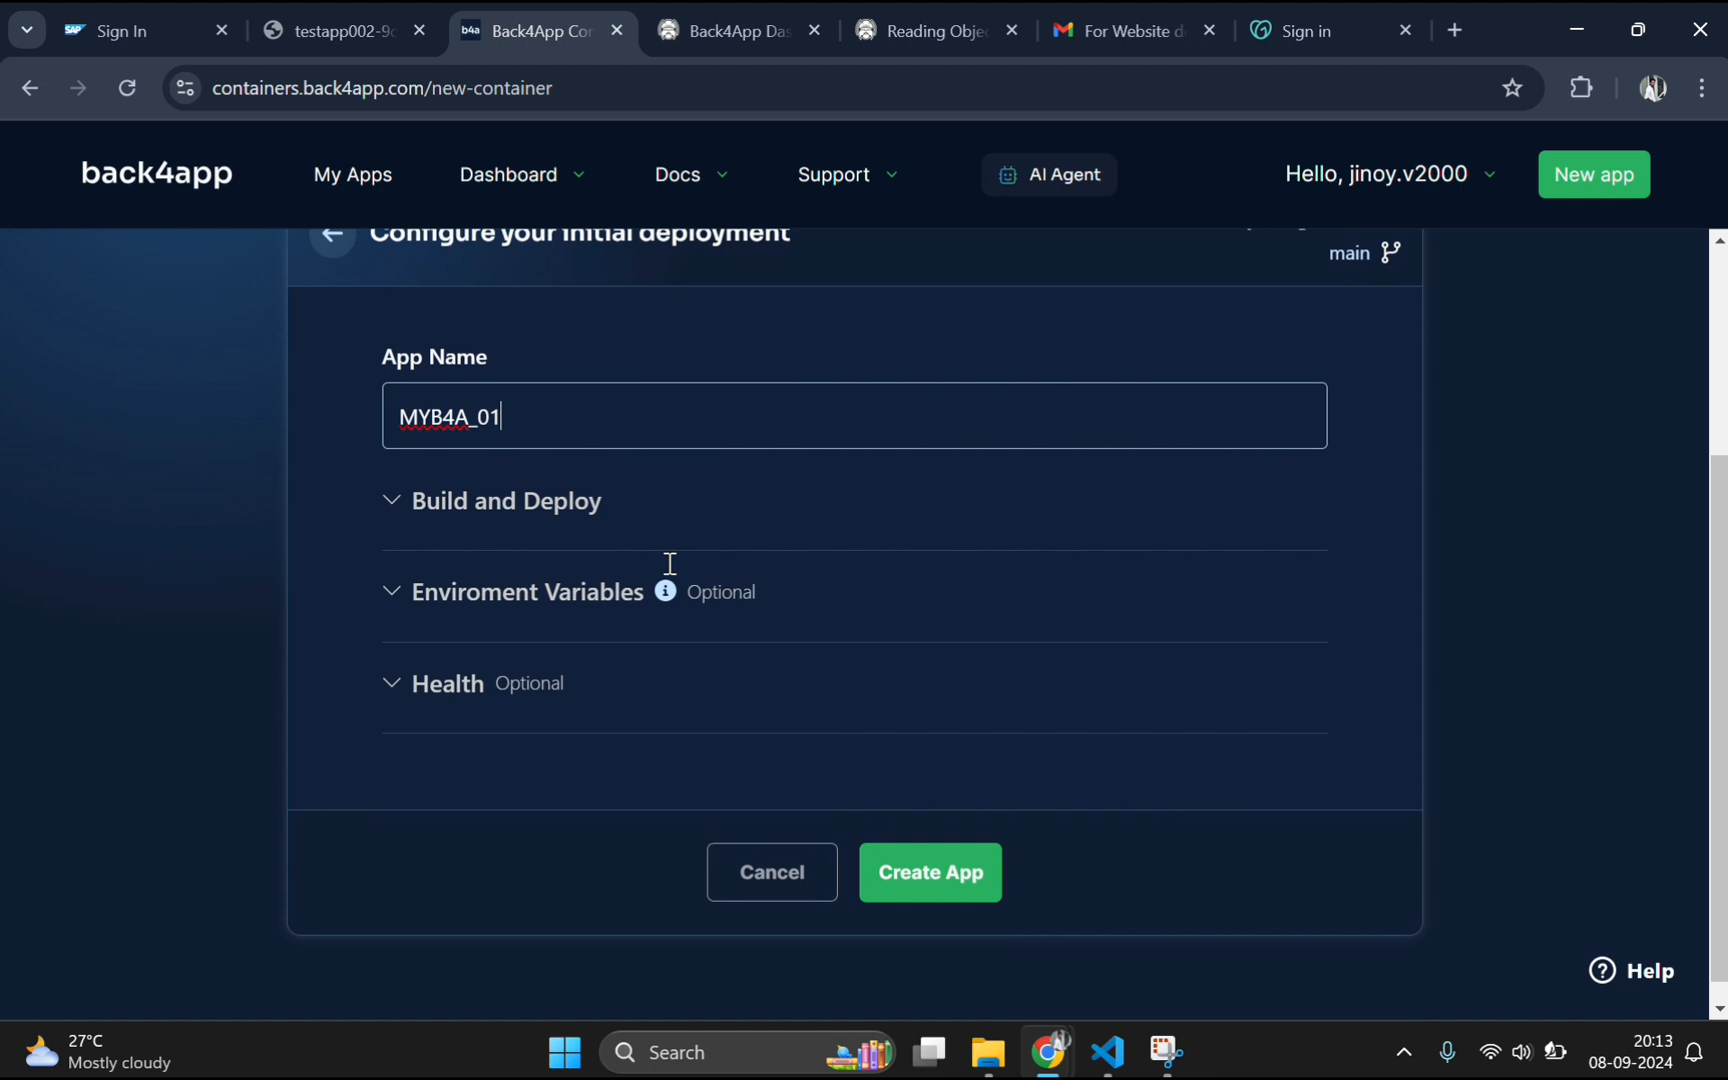 Sign In
testapp002-9
Back4App Co
Back4App Da
Reading Obje
For Website d
Sign in
containers.back4app.com/new-container
back4app
My Apps
Dashboard
Docs
Support
AI Agent
Hello, jinoy.v2000
New app
Configure your initial deployment
main
App Name
MYB4A_01
Build and Deploy
Enviroment Variables
Optional
Health
Optional
Cancel
Create App
Help
27°C
Mostly cloudy
Search
20:13
08-09-2024